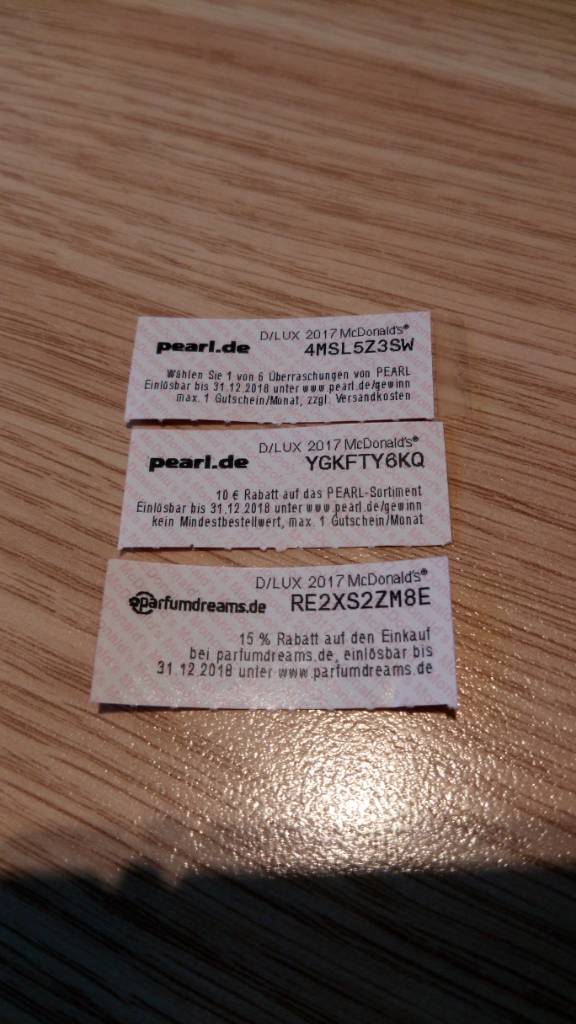 D/LUX 2017 McDonald's®
pearl.de 4MSL5Z3SW
Wählen Sie 1 von 6 Überraschungen von PEARL
Einlösbar bis 31.12.2018 unter www.pearl.de/gewinn
max. 1 Gutschein/Monat, zzgl. Versandkosten
D/LUX 2017 McDonald's®
pearl.de YGKFTY6KQ
10 € Rabatt auf das PEARL-Sortiment
Einlösbar bis 31.12.2018 unter www.pearl.de/gewinn
kein Mindestbestellwert, max. 1 Gutschein/Monat
D/LUX 2017 McDonald's®
parfumdreams.de RE2XS2ZM8E
15 % Rabatt auf den Einkauf
bei parfumdreams.de, einlösbar bis
31.12.2018 unter www.parfumdreams.de